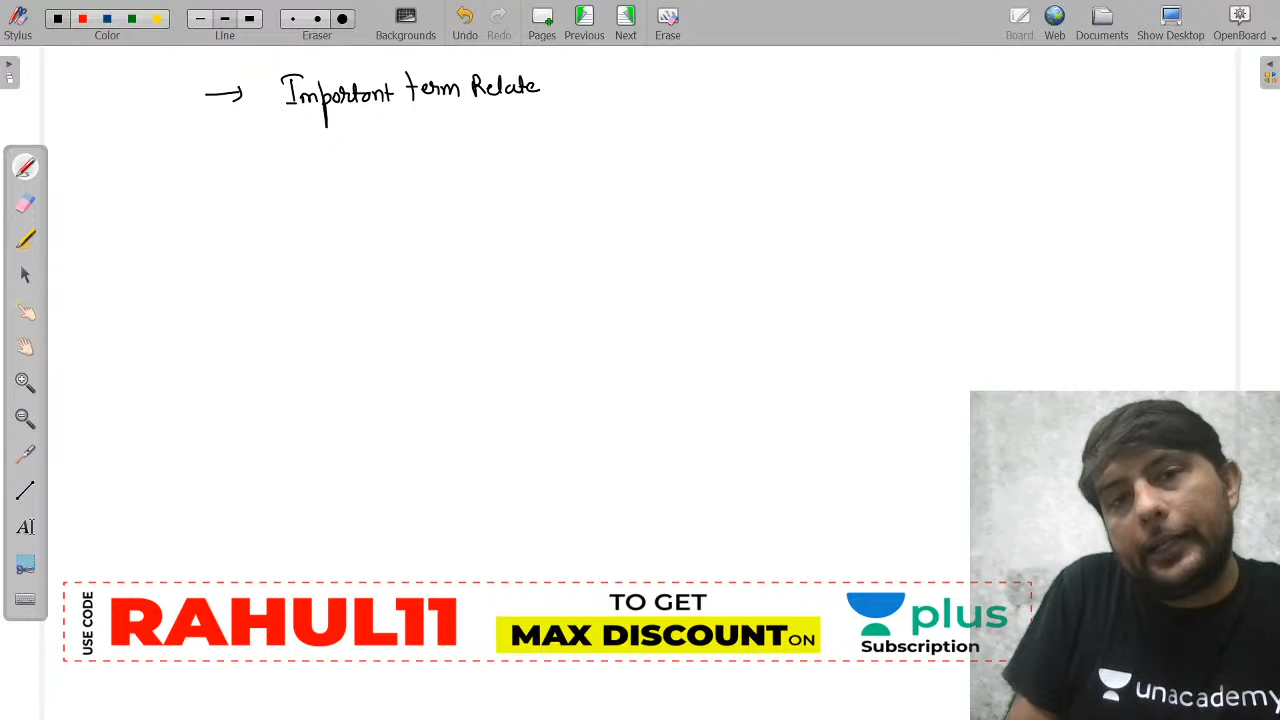 Stylus Color Line Eraser Backgrounds Undo Redo Pages Previous Next Erase Board Web Documents Show Desktop OpenBoard
→ Important term Relate
AI
USE CODE
RAHUL11
TO GET
MAX DISCOUNT ON
plus
Subscription
unacademy